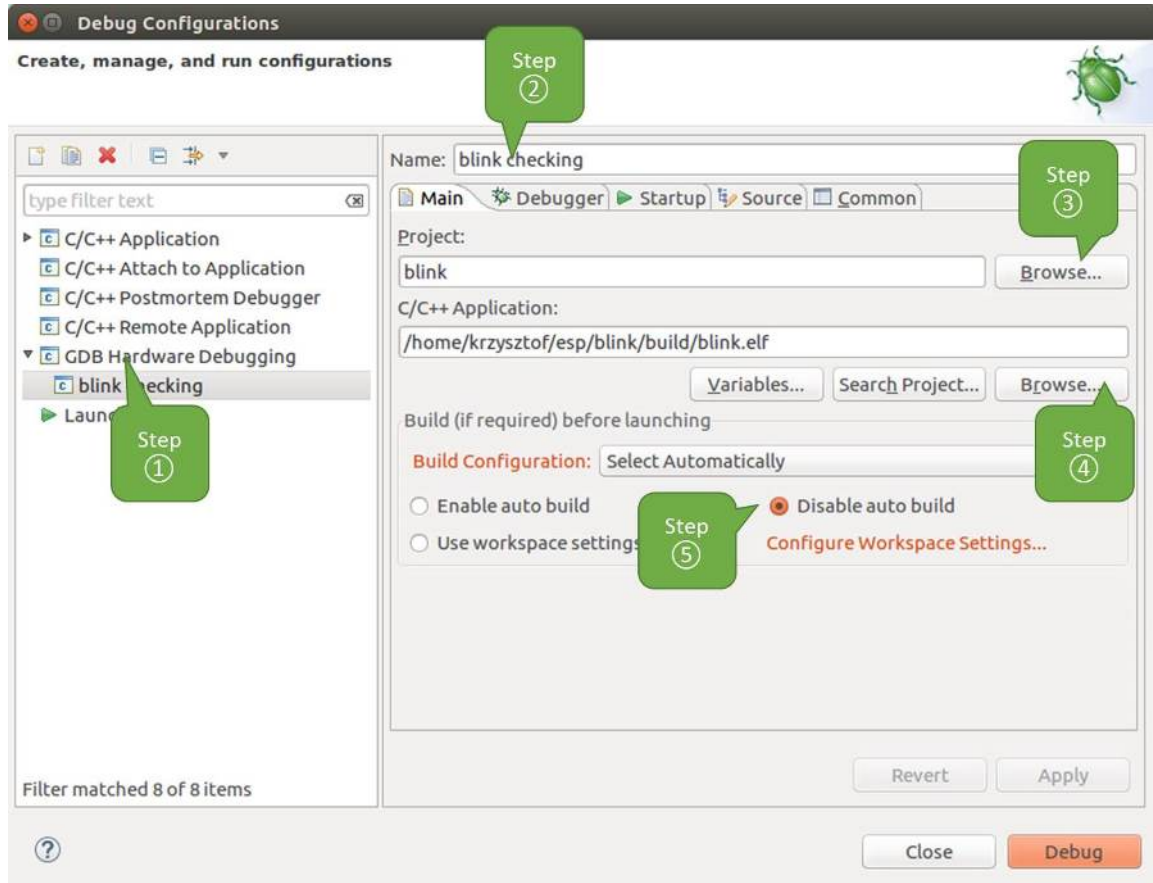 Debug Configurations
Create, manage, and run configurations
Step
②
type filter text
C/C++ Application
C/C++ Attach to Application
C/C++ Postmortem Debugger
C/C++ Remote Application
GDB Hardware Debugging
blink checking
Step
①
Filter matched 8 of 8 items
Name: blink checking
Step
③
Main
Debugger
Startup
Source
Common
Project:
blink
Browse...
C/C++ Application:
/home/krzysztof/esp/blink/build/blink.elf
Variables...
Search Project...
Browse...
Step
④
Build (if required) before launching
Build Configuration: Select Automatically
Enable auto build
Disable auto build
Step
⑤
Use workspace settings
Configure Workspace Settings...
Revert
Apply
?
Close
Debug